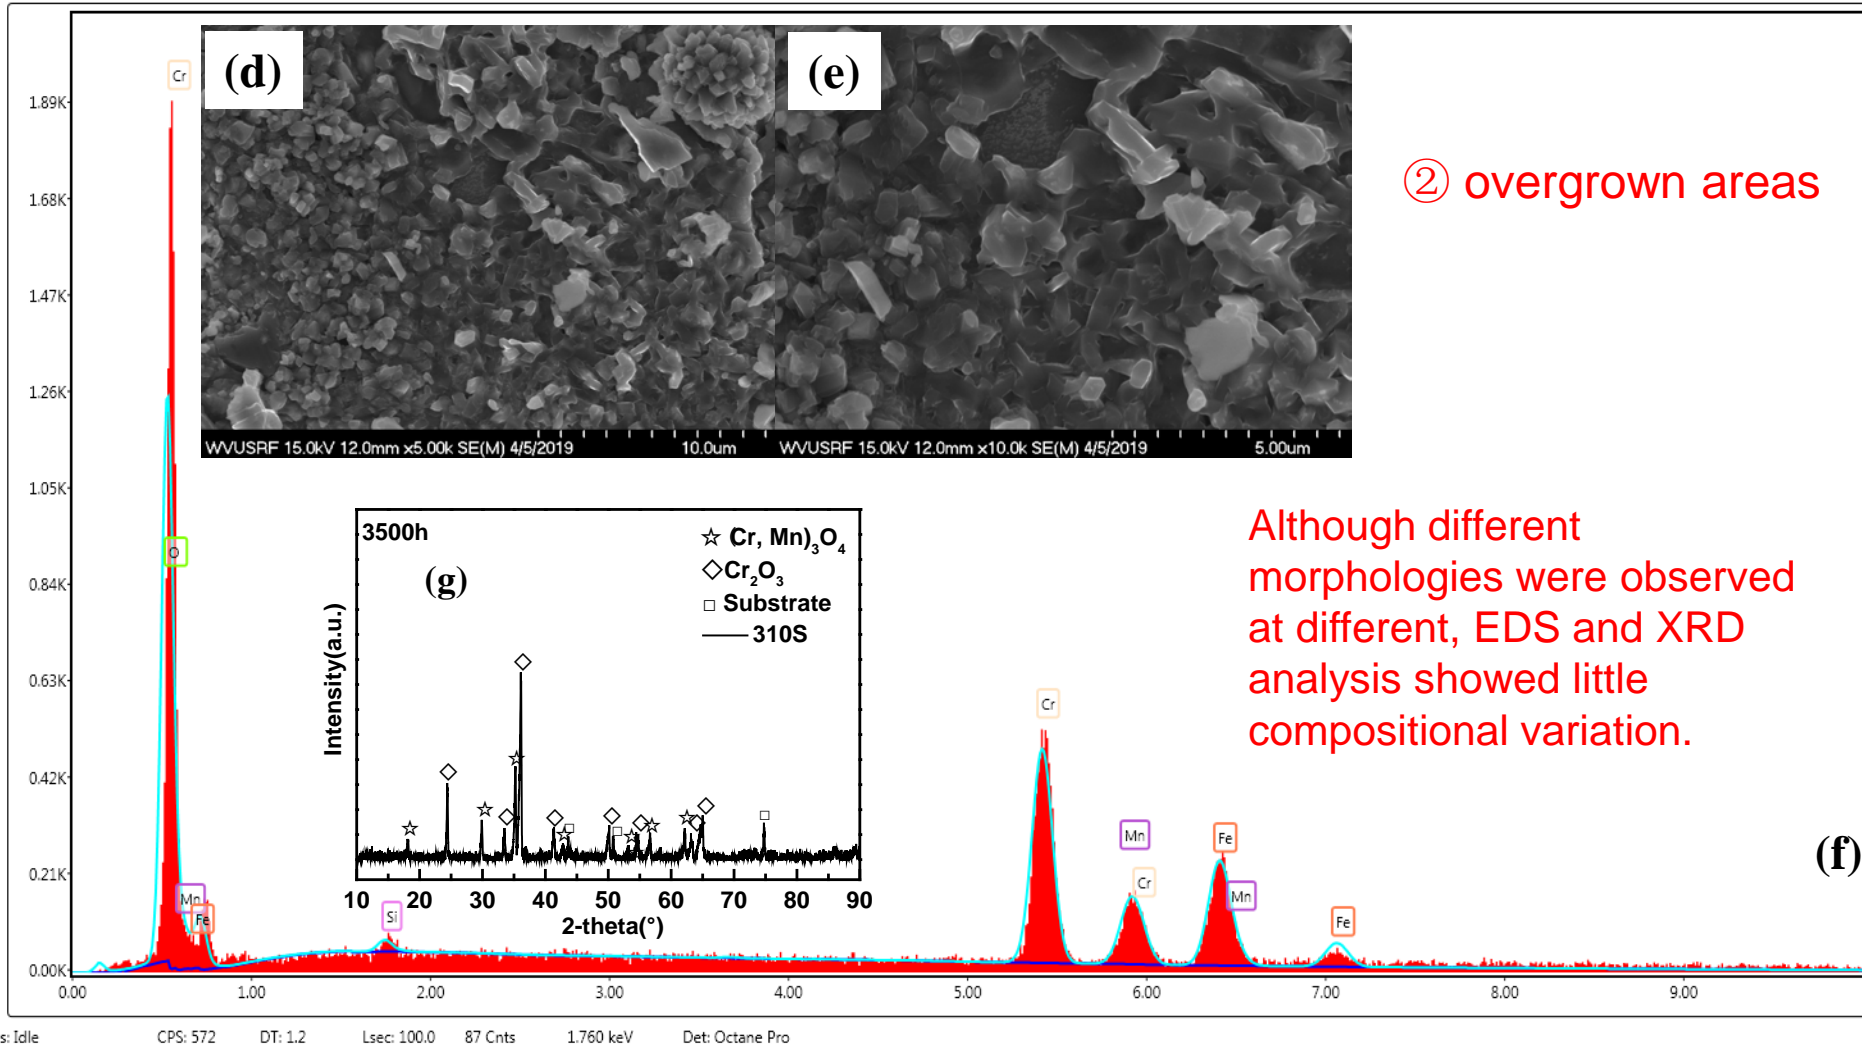 (d)
(e)
② overgrown areas
Cr
1.89K
1.68K
1.47K
1.26K
1.05K
0.84K
0.63K
0.42K
0.21K
0.00K
WVUSRF 15.0kV 12.0mm x5.00k SE(M) 4/5/2019 10.0um
WVUSRF 15.0kV 12.0mm x10.0k SE(M) 4/5/2019 5.00um
O
3500h
(g)
☆ (Cr, Mn)3O4
◇Cr2O3
□ Substrate
310S
Intensity(a.u.)
10 20 30 40 50 60 70 80 90
2-theta(°)
Although different
morphologies were observed
at different, EDS and XRD
analysis showed little
compositional variation.
Mn
Fe
Si
Cr
Mn
Cr
Fe
Mn
Fe
(f)
0.00 1.00 2.00 3.00 4.00 5.00 6.00 7.00 8.00 9.00
s: Idle CPS: 572 DT: 1.2 Lsec: 100.0 87 Cnts 1.760 keV Det: Octane Pro